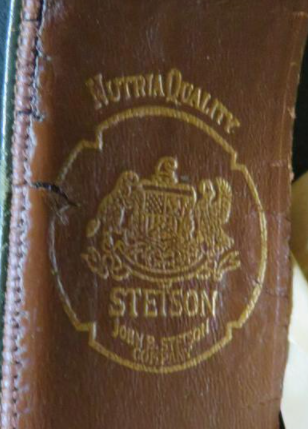 NUTRIA QUALITY
STETSON
JOHN B. STETSON
COMPANY